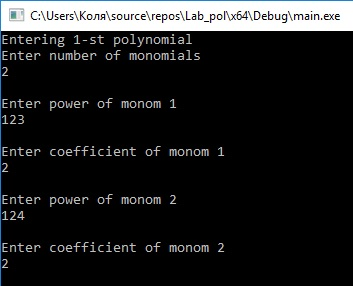 C:\Users\Коля\source\repos\Lab_pol\x64\Debug\main.exe
Entering 1-st polynomial
Enter number of monomials
2
Enter power of monom 1
123
Enter coefficient of monom 1
2
Enter power of monom 2
124
Enter coefficient of monom 2
2